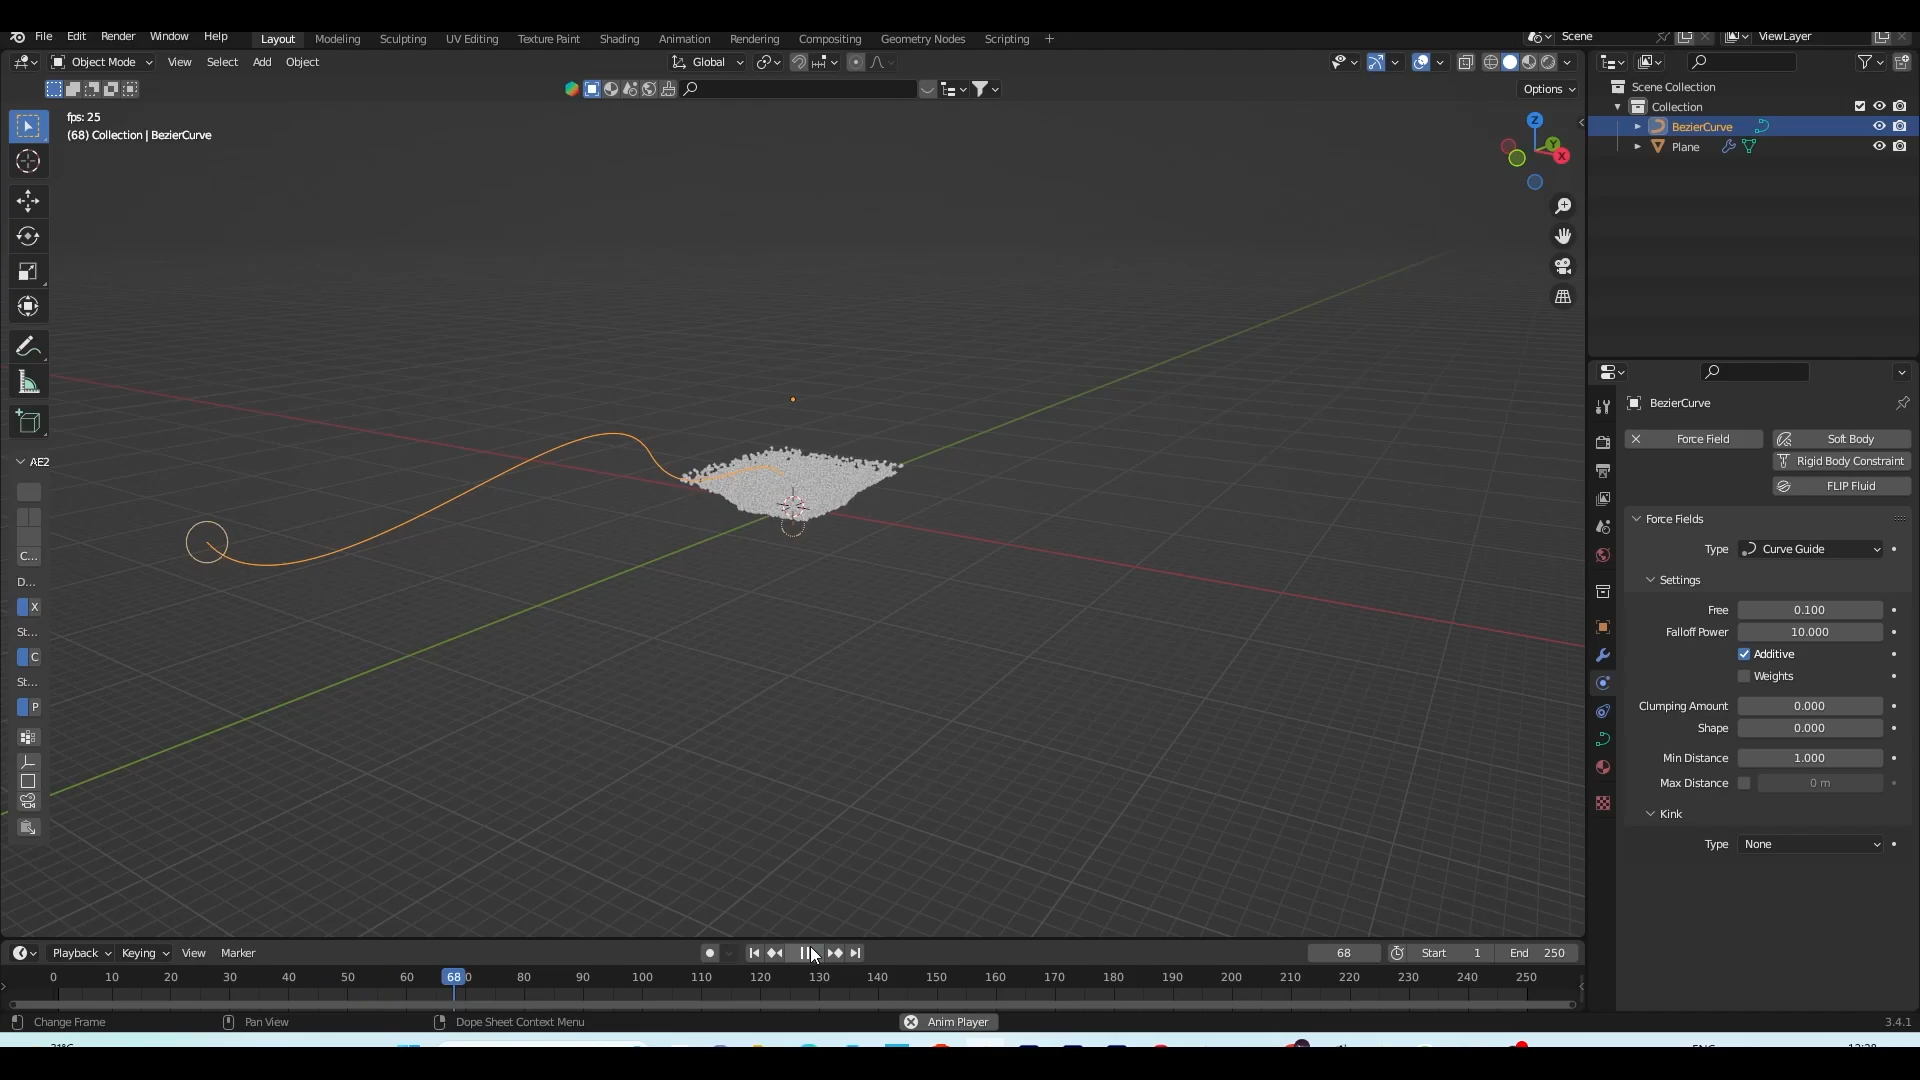 File Edit Render Window Help Layout Modeling Sculpting UV Editing Texture Paint Shading Animation Rendering Compositing Geometry Nodes Scripting + Scene ViewLayer
Object Mode View Select Add Object Global
Options
fps: 25
(68) Collection | BezierCurve
Z
Y
X
AE2
C...
D...
X
St...
C
St...
P
Scene Collection
Collection
BezierCurve
Plane
BezierCurve
Force Field Soft Body
Rigid Body Constraint
FLIP Fluid
Force Fields
Type Curve Guide
Settings
Free 0.100
Falloff Power 10.000
Additive
Weights
Clumping Amount 0.000
Shape 0.000
Min Distance 1.000
Max Distance 0 m
Kink
Type None
Playback Keying View Marker 68 Start 1 End 250
0 10 20 30 40 50 60 68 0 80 90 100 110 120 130 140 150 160 170 180 190 200 210 220 230 240 250
Change Frame Pan View Dope Sheet Context Menu Anim Player 3.4.1